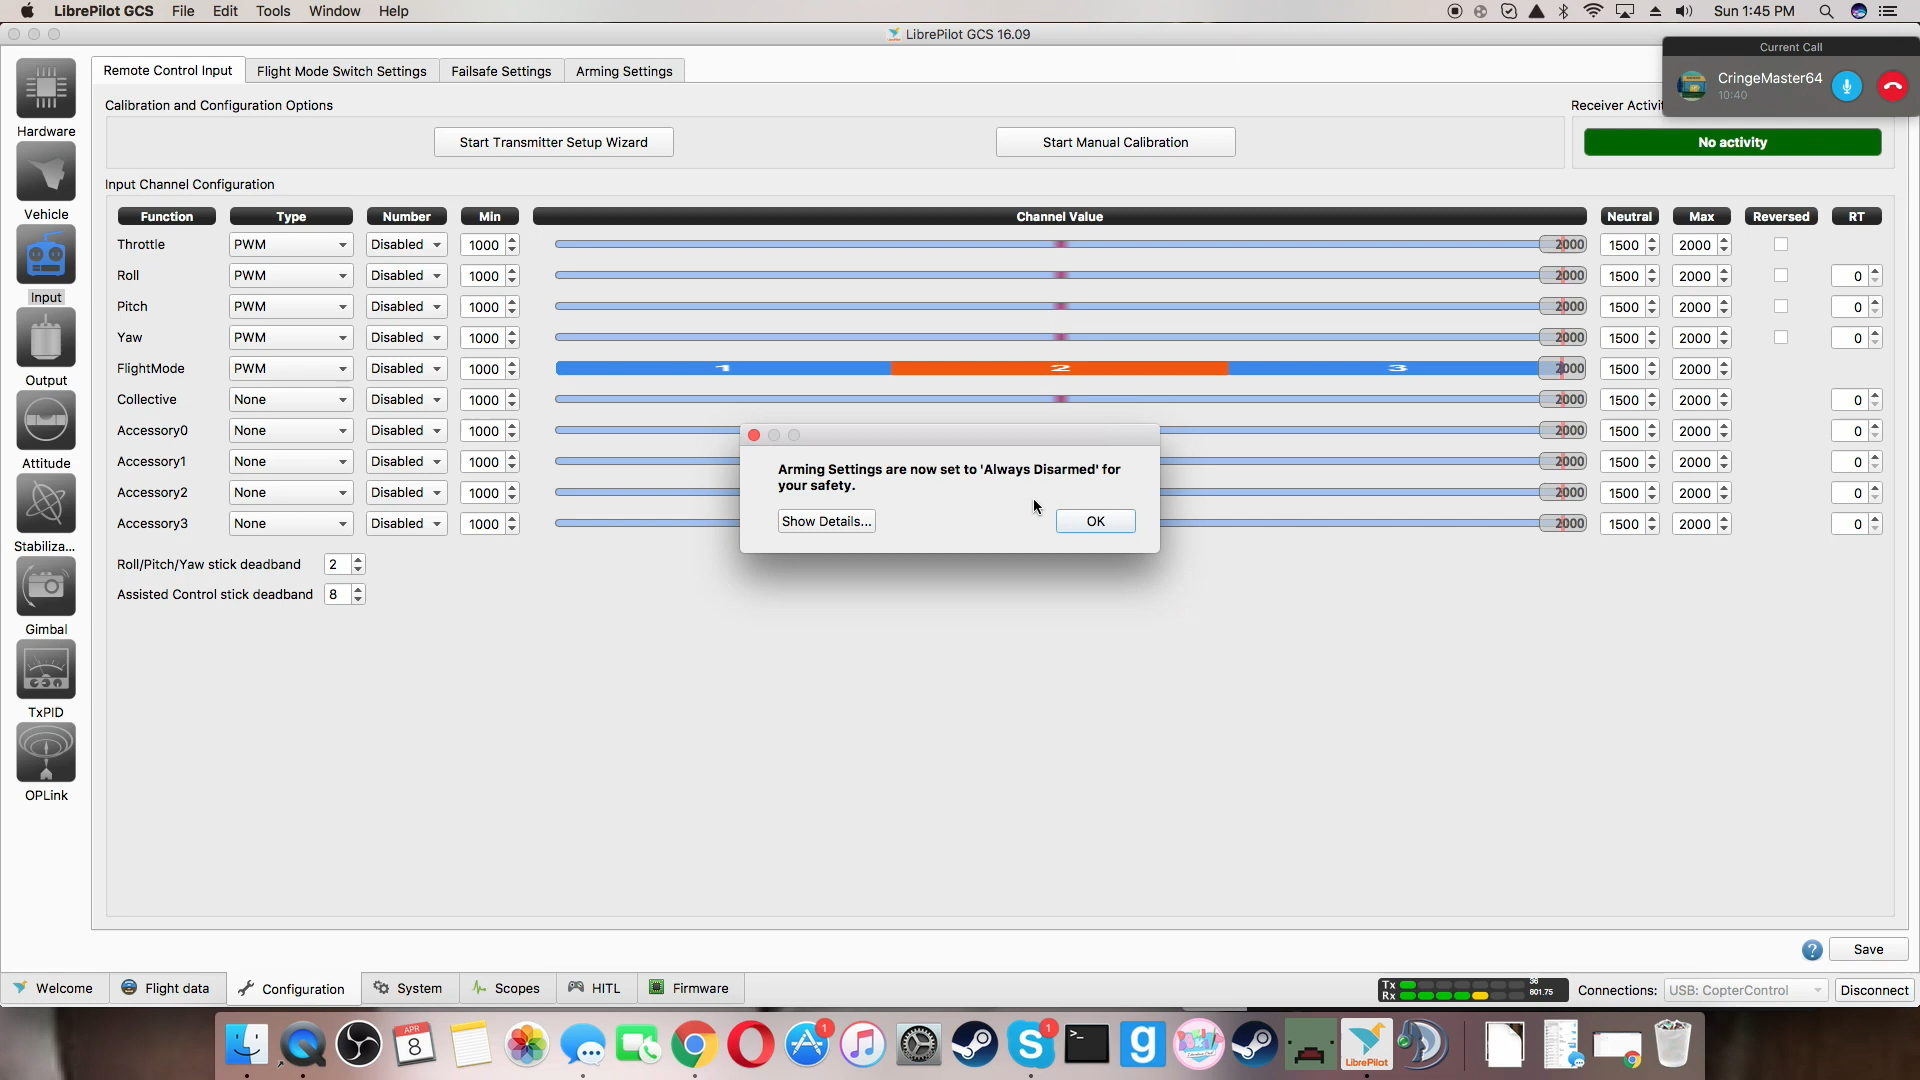 LibrePilot GCS File Edit Tools Window Help Sun 1:45 PM
LibrePilot GCS 16.09
Current Call
CringeMaster64
10:40
Remote Control Input Flight Mode Switch Settings Failsafe Settings Arming Settings
Calibration and Configuration Options Receiver Activi
Start Transmitter Setup Wizard Start Manual Calibration No activity
Input Channel Configuration
Function Type Number Min Channel Value Neutral Max Reversed RT
Throttle PWM Disabled 1000 2000 1500 2000
Roll PWM Disabled 1000 2000 1500 2000 0
Pitch PWM Disabled 1000 2000 1500 2000 0
Yaw PWM Disabled 1000 2000 1500 2000 0
FlightMode PWM Disabled 1000 1 2 3 2000 1500 2000
Collective None Disabled 1000 2000 1500 2000 0
Accessory0 None Disabled 1000 2000 1500 2000 0
Accessory1 None Disabled 1000 2000 1500 2000 0
Accessory2 None Disabled 1000 2000 1500 2000 0
Accessory3 None Disabled 1000 2000 1500 2000 0
Roll/Pitch/Yaw stick deadband 2
Assisted Control stick deadband 8
Arming Settings are now set to 'Always Disarmed' for
your safety.
Show Details... OK
Hardware
Vehicle
Input
Output
Attitude
Stabiliza...
Gimbal
TxPID
OPLink
Save
Welcome Flight data Configuration System Scopes HITL Firmware
Tx 36
Rx 801.75
Connections: USB: CopterControl Disconnect
APR
8
1
1
LibrePilot